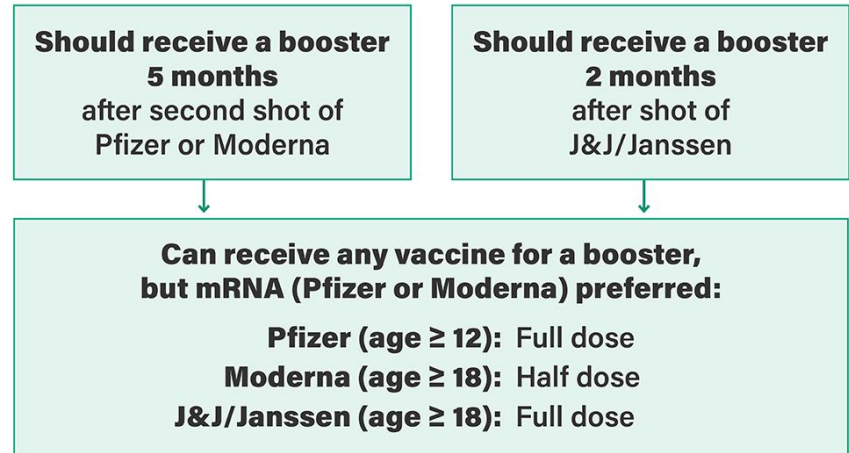 Should receive a booster
5 months
after second shot of
Pfizer or Moderna
Should receive a booster
2 months
after shot of
J&J/Janssen
Can receive any vaccine for a booster,
but mRNA (Pfizer or Moderna) preferred:
Pfizer (age ≥ 12): Full dose
Moderna (age ≥ 18): Half dose
J&J/Janssen (age ≥ 18): Full dose